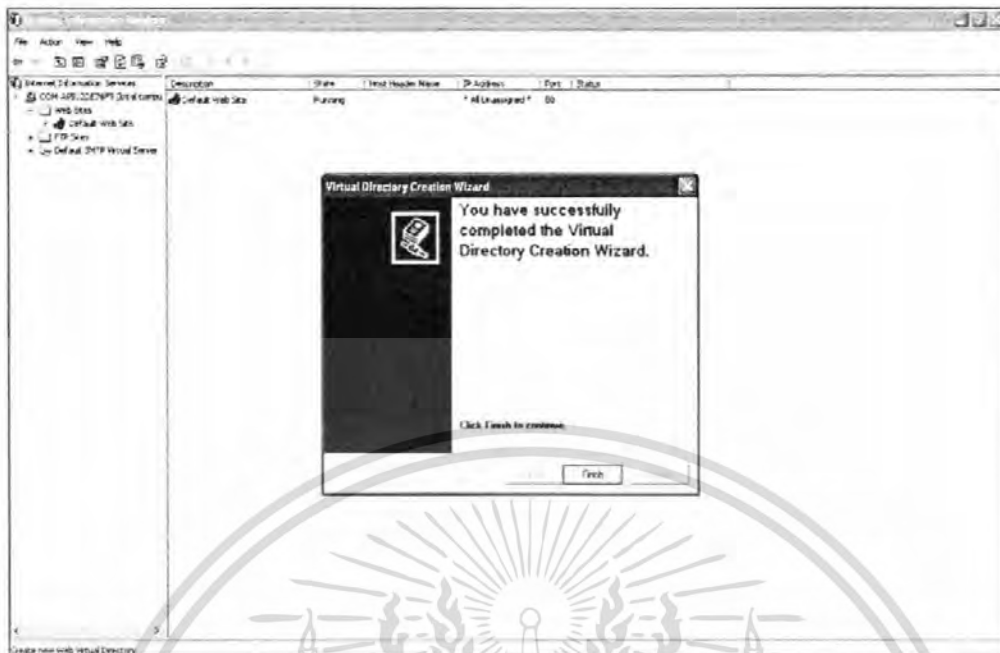 File Action View Help
Internet Information Services
Description State Host Header Name IP Address Port Status
(local compu
Default Web Site Running * All Unassigned * 80
Web Sites
Default Web Site
FTP Sites
Default SMTP Virtual Server
Virtual Directory Creation Wizard
You have successfully
completed the Virtual
Directory Creation Wizard.
Click Finish to continue.
Finish
Create new Web Virtual Directory